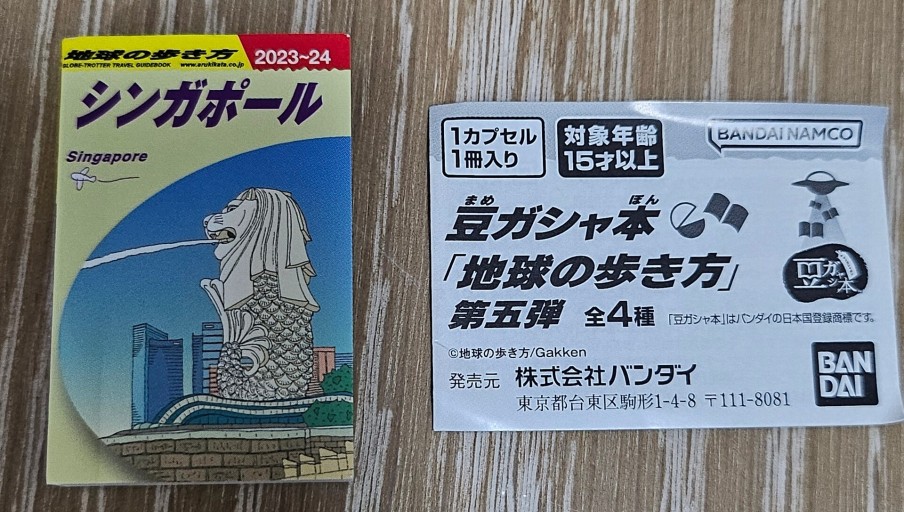 地球の歩き方 2023~24
GLOBE-TROTTER TRAVEL GUIDEBOOK www.arukikata.co.jp
シンガポール
Singapore
1カプセル
1冊入り
対象年齢
15才以上
BANDAI NAMCO
まめ ぼん
豆ガシャ本
「地球の歩き方」
豆ガシャ本
第五弾 全4種 「豆ガシャ本」はバンダイの日本国登録商標です。
©地球の歩き方/Gakken
発売元 株式会社バンダイ
東京都台東区駒形1-4-8 〒111-8081
BAN
DAI